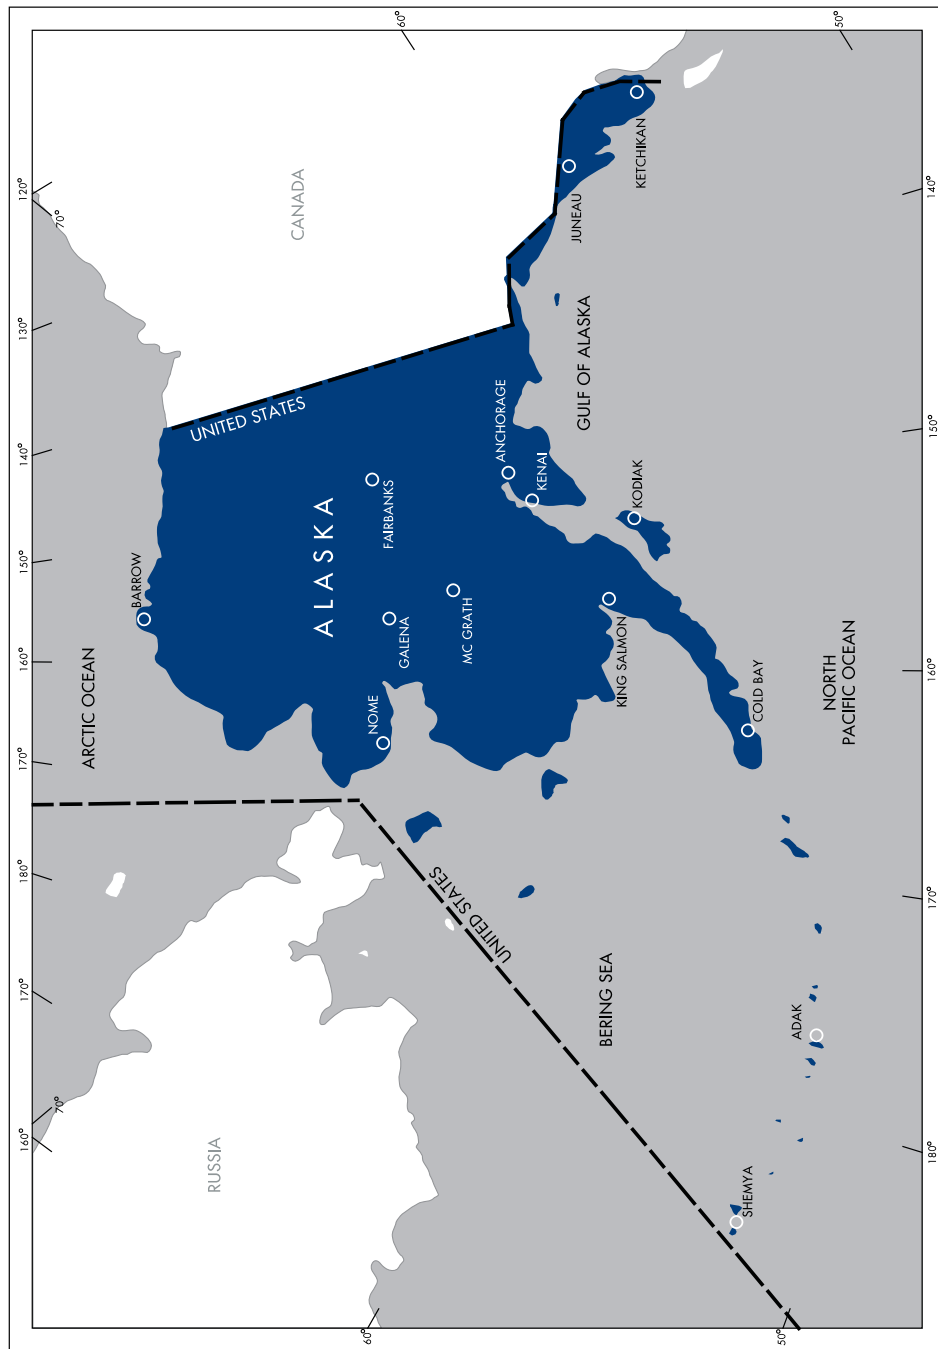 160°
170°
180°
170°
160°
150°
140°
130°
120°
70°
70°
ARCTIC OCEAN
BARROW
RUSSIA
UNITED STATES
CANADA
ALASKA
60°
60°
NOME
GALENA
FAIRBANKS
MC GRATH
UNITED STATES
ANCHORAGE
KENAI
JUNEAU
GULF OF ALASKA
BERING SEA
KING SALMON
KODIAK
KETCHIKAN
SHEMYA
COLD BAY
ADAK
NORTH
PACIFIC OCEAN
50°
50°
180°
170°
160°
150°
140°